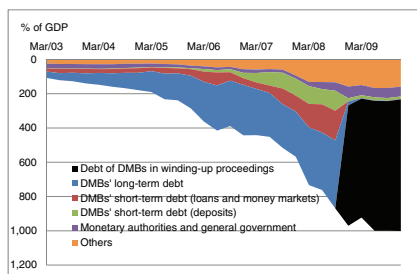 % of GDP
Mar/03 Mar/04 Mar/05 Mar/06 Mar/07 Mar/08 Mar/09
0
200
400
600
800
1,000
1,200
Debt of DMBs in winding-up proceedings
DMBs' long-term debt
DMBs' short-term debt (loans and money markets)
DMBs' short-term debt (deposits)
Monetary authorities and general government
Others